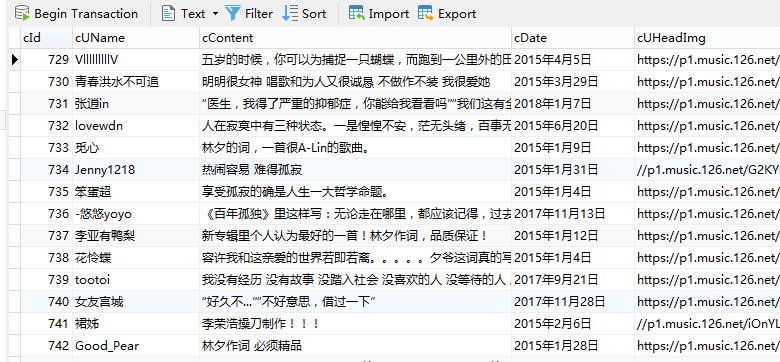 Begin Transaction Text Filter Sort Import Export
cId cUName cContent cDate cUHeadImg
729 VlllllllllV 五岁的时候，你可以为捕捉一只蝴蝶，而跑到一公里外的田 2015年4月5日 https://p1.music.126.net/
730 青春洪水不可追 明明很女神 唱歌和为人又很诚恳 不做作不装 我很爱她 2015年3月29日 https://p1.music.126.net/
731 张逍in “医生，我得了严重的抑郁症，你能给我看看吗”“我们这有全 2018年1月7日 https://p1.music.126.net/
732 lovewdn 人在寂寞中有三种状态。一是惶惶不安，茫无头绪，百事无 2015年6月20日 https://p1.music.126.net/
733 兎心 林夕的词，一首很A-Lin的歌曲。 2015年1月9日 https://p1.music.126.net/
734 Jenny1218 热闹容易 难得孤寂 2015年1月31日 //p1.music.126.net/G2KY
735 笨蛋超 享受孤寂的确是人生一大哲学命题。 2015年1月4日 https://p1.music.126.net/
736 -悠悠yoyo 《百年孤独》里这样写：无论走在哪里，都应该记得，过去 2017年11月13日 https://p1.music.126.net/
737 李亚有鸭梨 新专辑里个人认为最好的一首！林夕作词，品质保证！ 2015年1月12日 https://p1.music.126.net/
738 花怜蝶 容许我和这亲爱的世界若即若离。。。。。夕爷这词真的写 2015年1月4日 https://p1.music.126.net/
739 tootoi 我没有经历 没有故事 没踏入社会 没喜欢的人 没等待的人 , 2017年9月21日 https://p1.music.126.net/
740 女友宫城 “好久不...”“不好意思，借过一下” 2017年11月28日 https://p1.music.126.net/
741 裙姊 李荣浩操刀制作！！！ 2015年2月6日 //p1.music.126.net/iOnYL
742 Good_Pear 林夕作词 必须精品 2015年1月28日 https://p1.music.126.net/